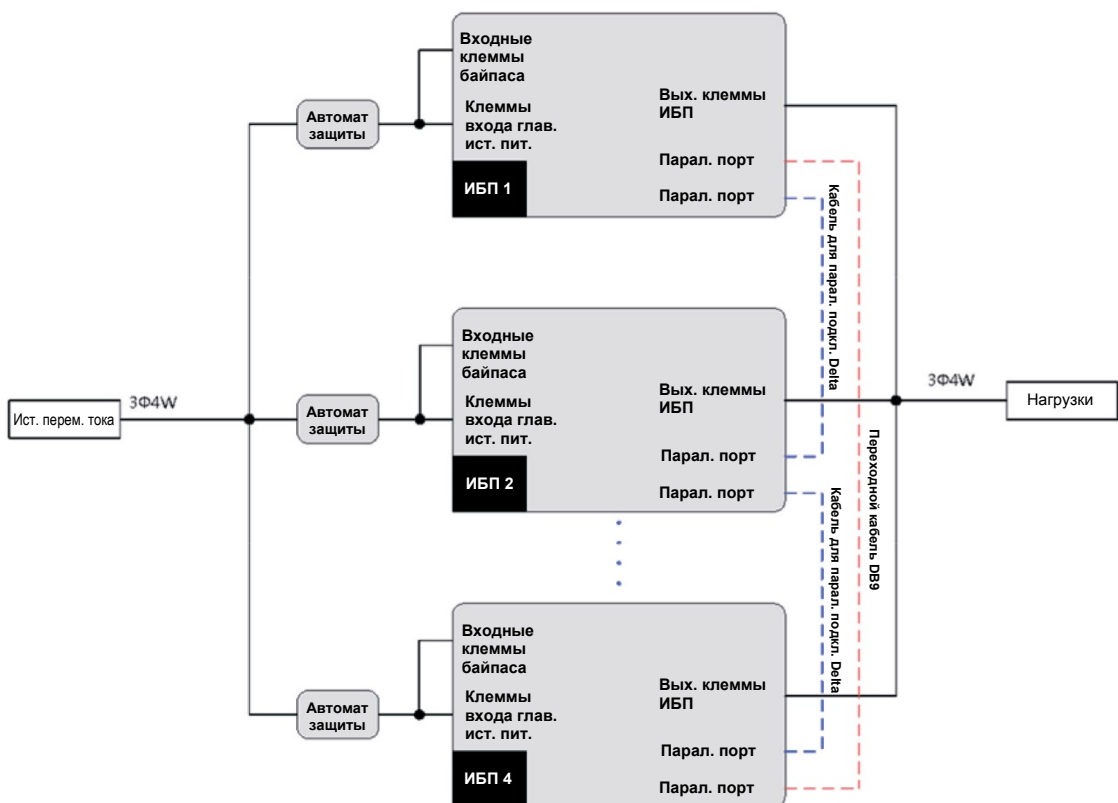 Входные
клеммы
байпаса
Клеммы
входа глав.
ист. пит.
ИБП 1
Вых. клеммы
ИБП
Парал. порт
Парал. порт
Автомат
защиты
Кабель для парал. подкл. Delta
Входные
клеммы
байпаса
Клеммы
входа глав.
ист. пит.
ИБП 2
Вых. клеммы
ИБП
Парал. порт
Парал. порт
Автомат
защиты
Ист. перем. тока
3Φ4W
3Φ4W
Нагрузки
Переходной кабель DB9
Кабель для парал. подкл. Delta
Входные
клеммы
байпаса
Клеммы
входа глав.
ист. пит.
ИБП 4
Вых. клеммы
ИБП
Парал. порт
Парал. порт
Автомат
защиты